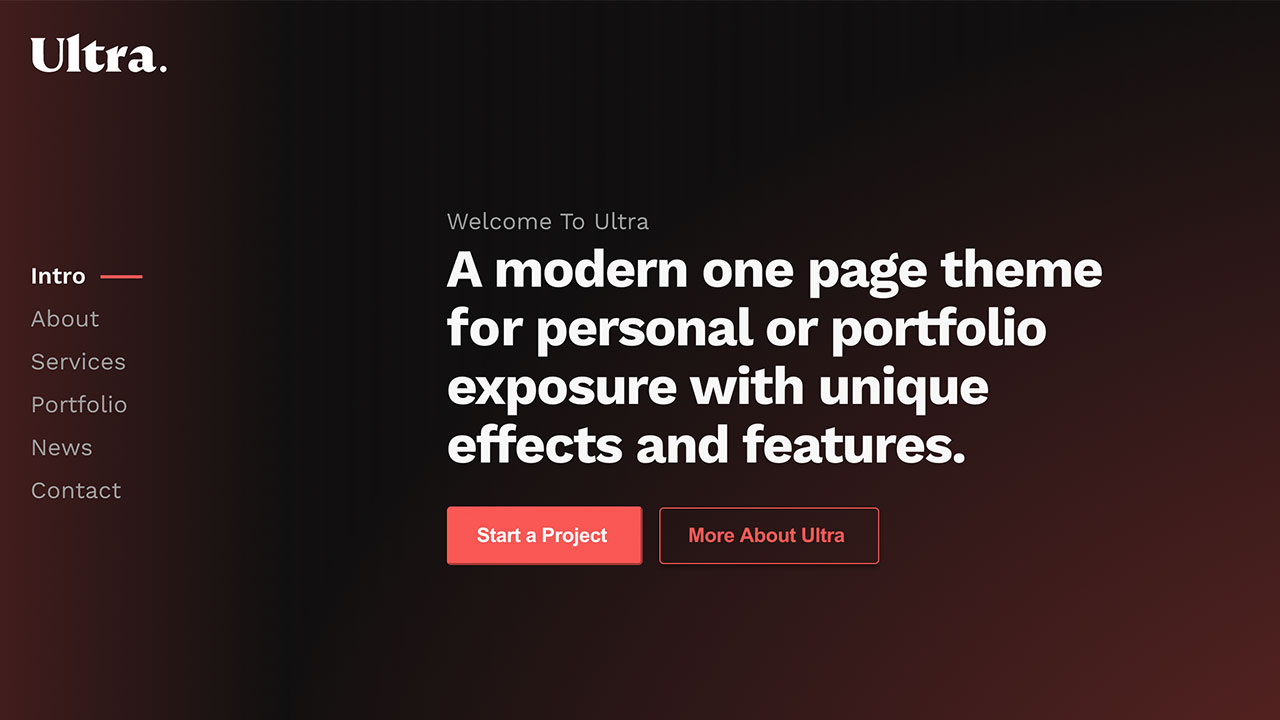 Ultra.
Intro
About
Services
Portfolio
News
Contact
Welcome To Ultra
A modern one page theme
for personal or portfolio
exposure with unique
effects and features.
Start a Project
More About Ultra